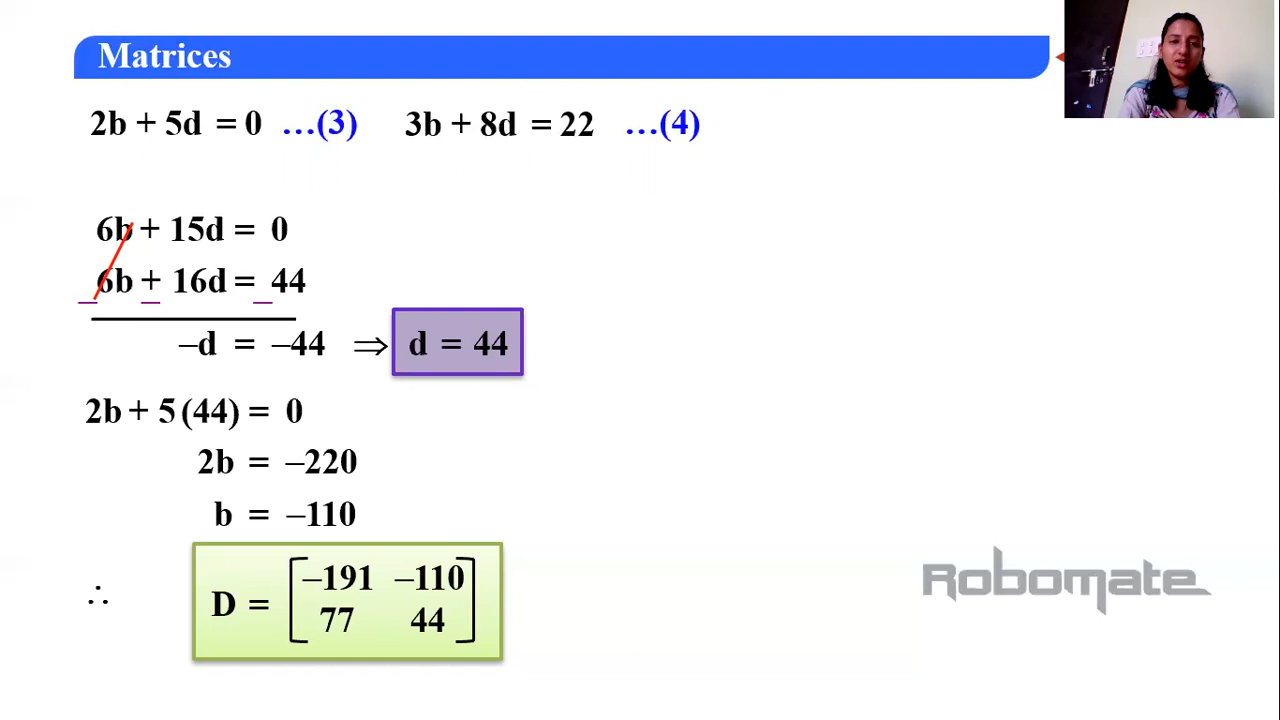 Matrices
2b + 5d = 0 …(3) 3b + 8d = 22 …(4)
6b + 15d = 0
6b + 16d = 44
– – –
–d = –44 ⇒ d = 44
2b + 5 (44) = 0
2b = –220
b = –110
∴ D = [ –191 –110
77 44 ]
Robomate